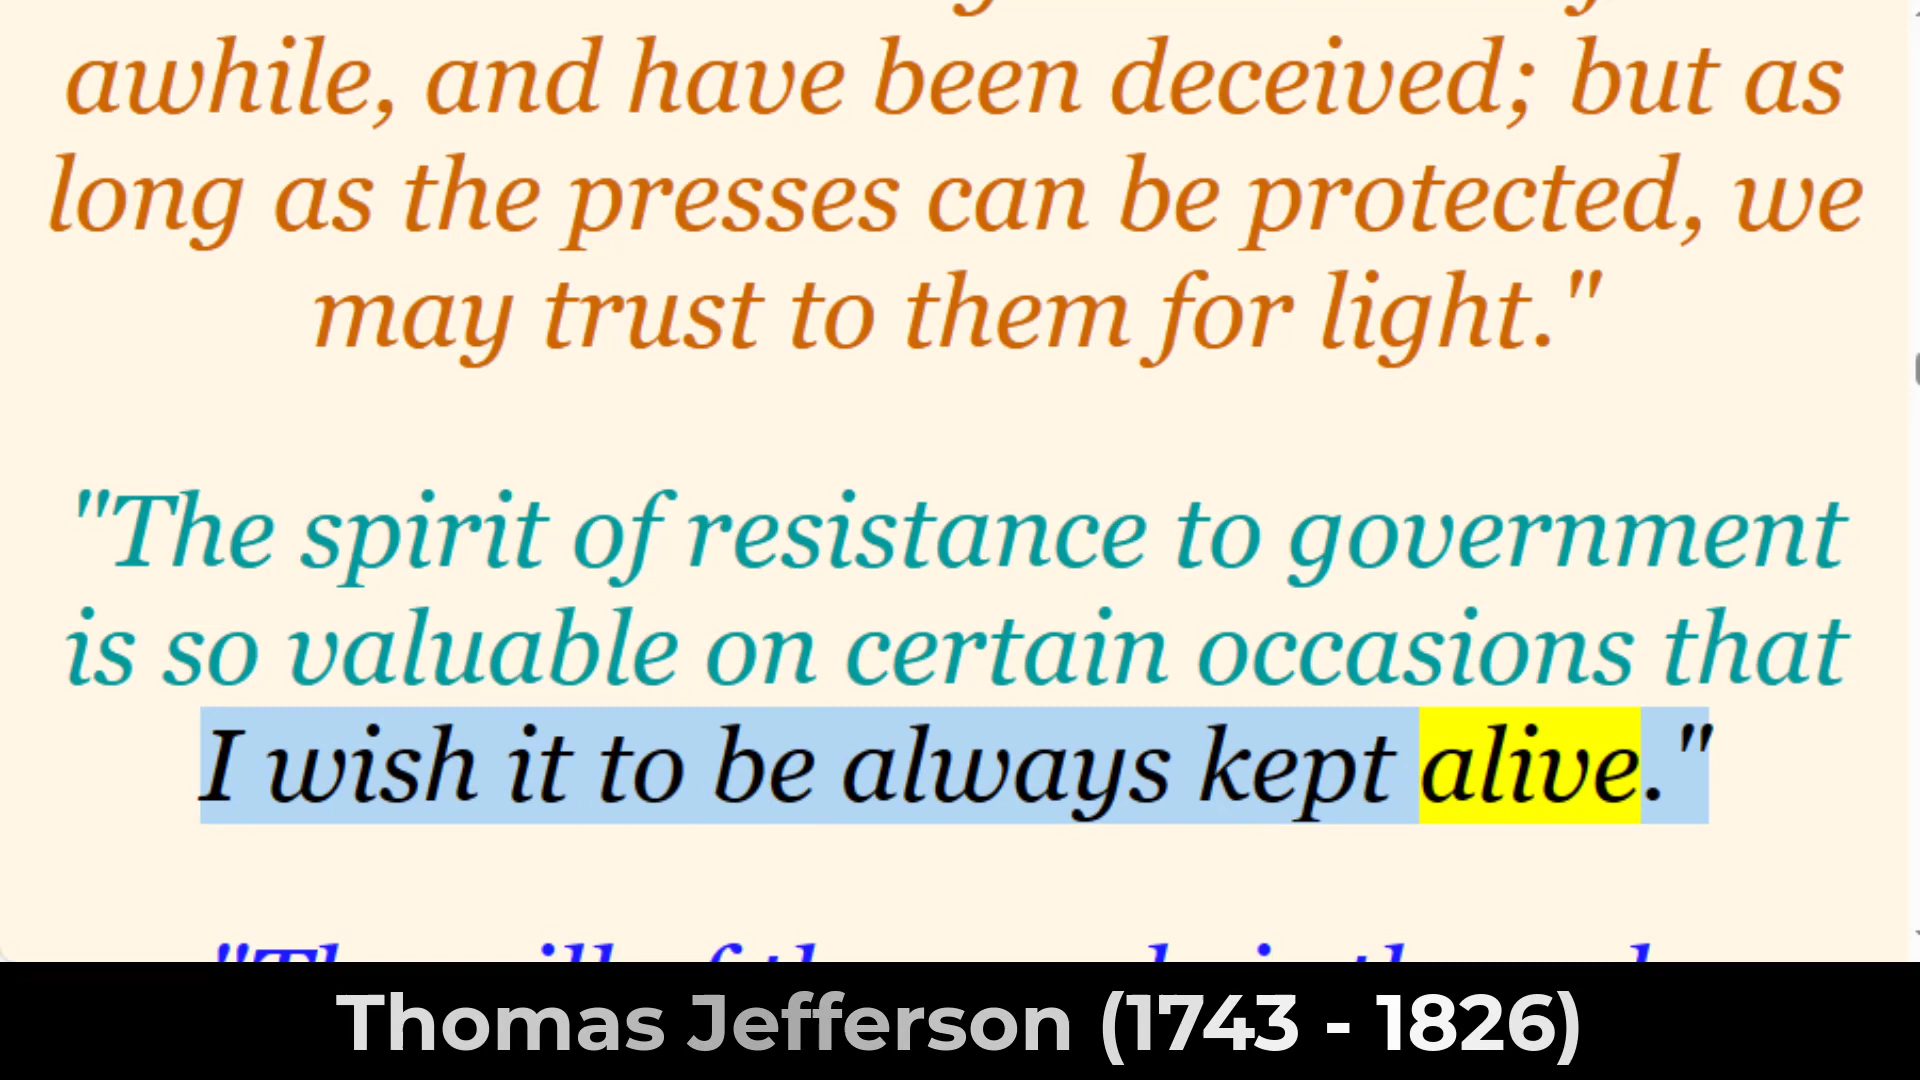 awhile, and have been deceived; but as
long as the presses can be protected, we
may trust to them for light."
"The spirit of resistance to government
is so valuable on certain occasions that
I wish it to be always kept alive."
Thomas Jefferson (1743 - 1826)